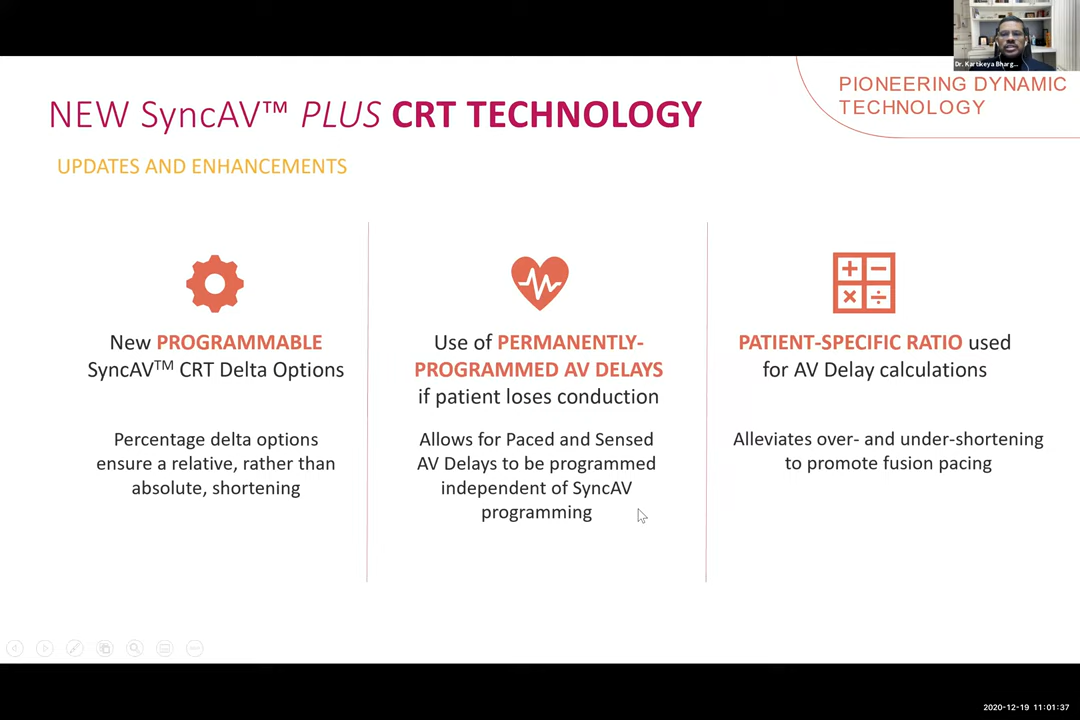 Dr. Kartikeya Bharg...
PIONEERING DYNAMIC
TECHNOLOGY
NEW SyncAV™ PLUS CRT TECHNOLOGY
UPDATES AND ENHANCEMENTS
New PROGRAMMABLE
SyncAV™ CRT Delta Options
Percentage delta options
ensure a relative, rather than
absolute, shortening
Use of PERMANENTLY-
PROGRAMMED AV DELAYS
if patient loses conduction
Allows for Paced and Sensed
AV Delays to be programmed
independent of SyncAV
programming
PATIENT-SPECIFIC RATIO used
for AV Delay calculations
Alleviates over- and under-shortening
to promote fusion pacing
2020-12-19 11:01:37